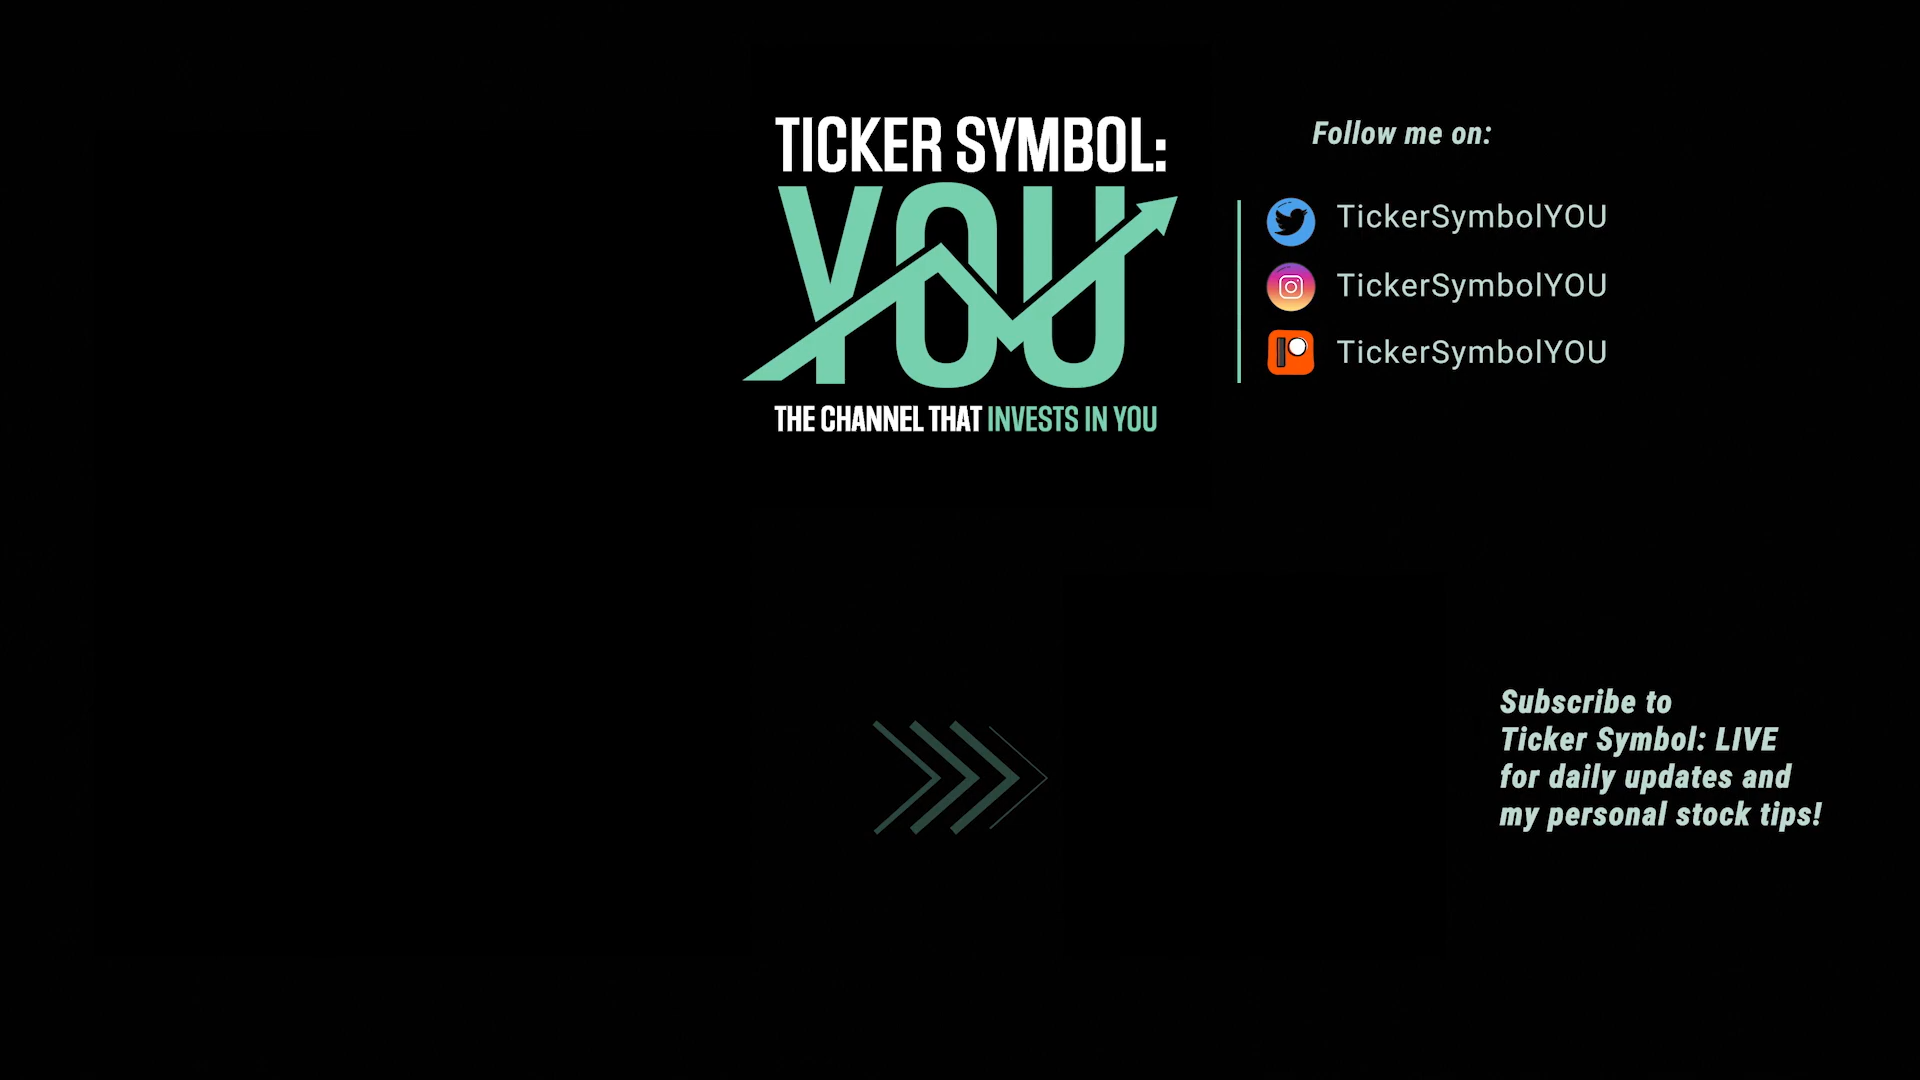 TICKER SYMBOL:
YOU
THE CHANNEL THAT INVESTS IN YOU
Follow me on:
TickerSymbolYOU
TickerSymbolYOU
TickerSymbolYOU
Subscribe to
Ticker Symbol: LIVE
for daily updates and
my personal stock tips!